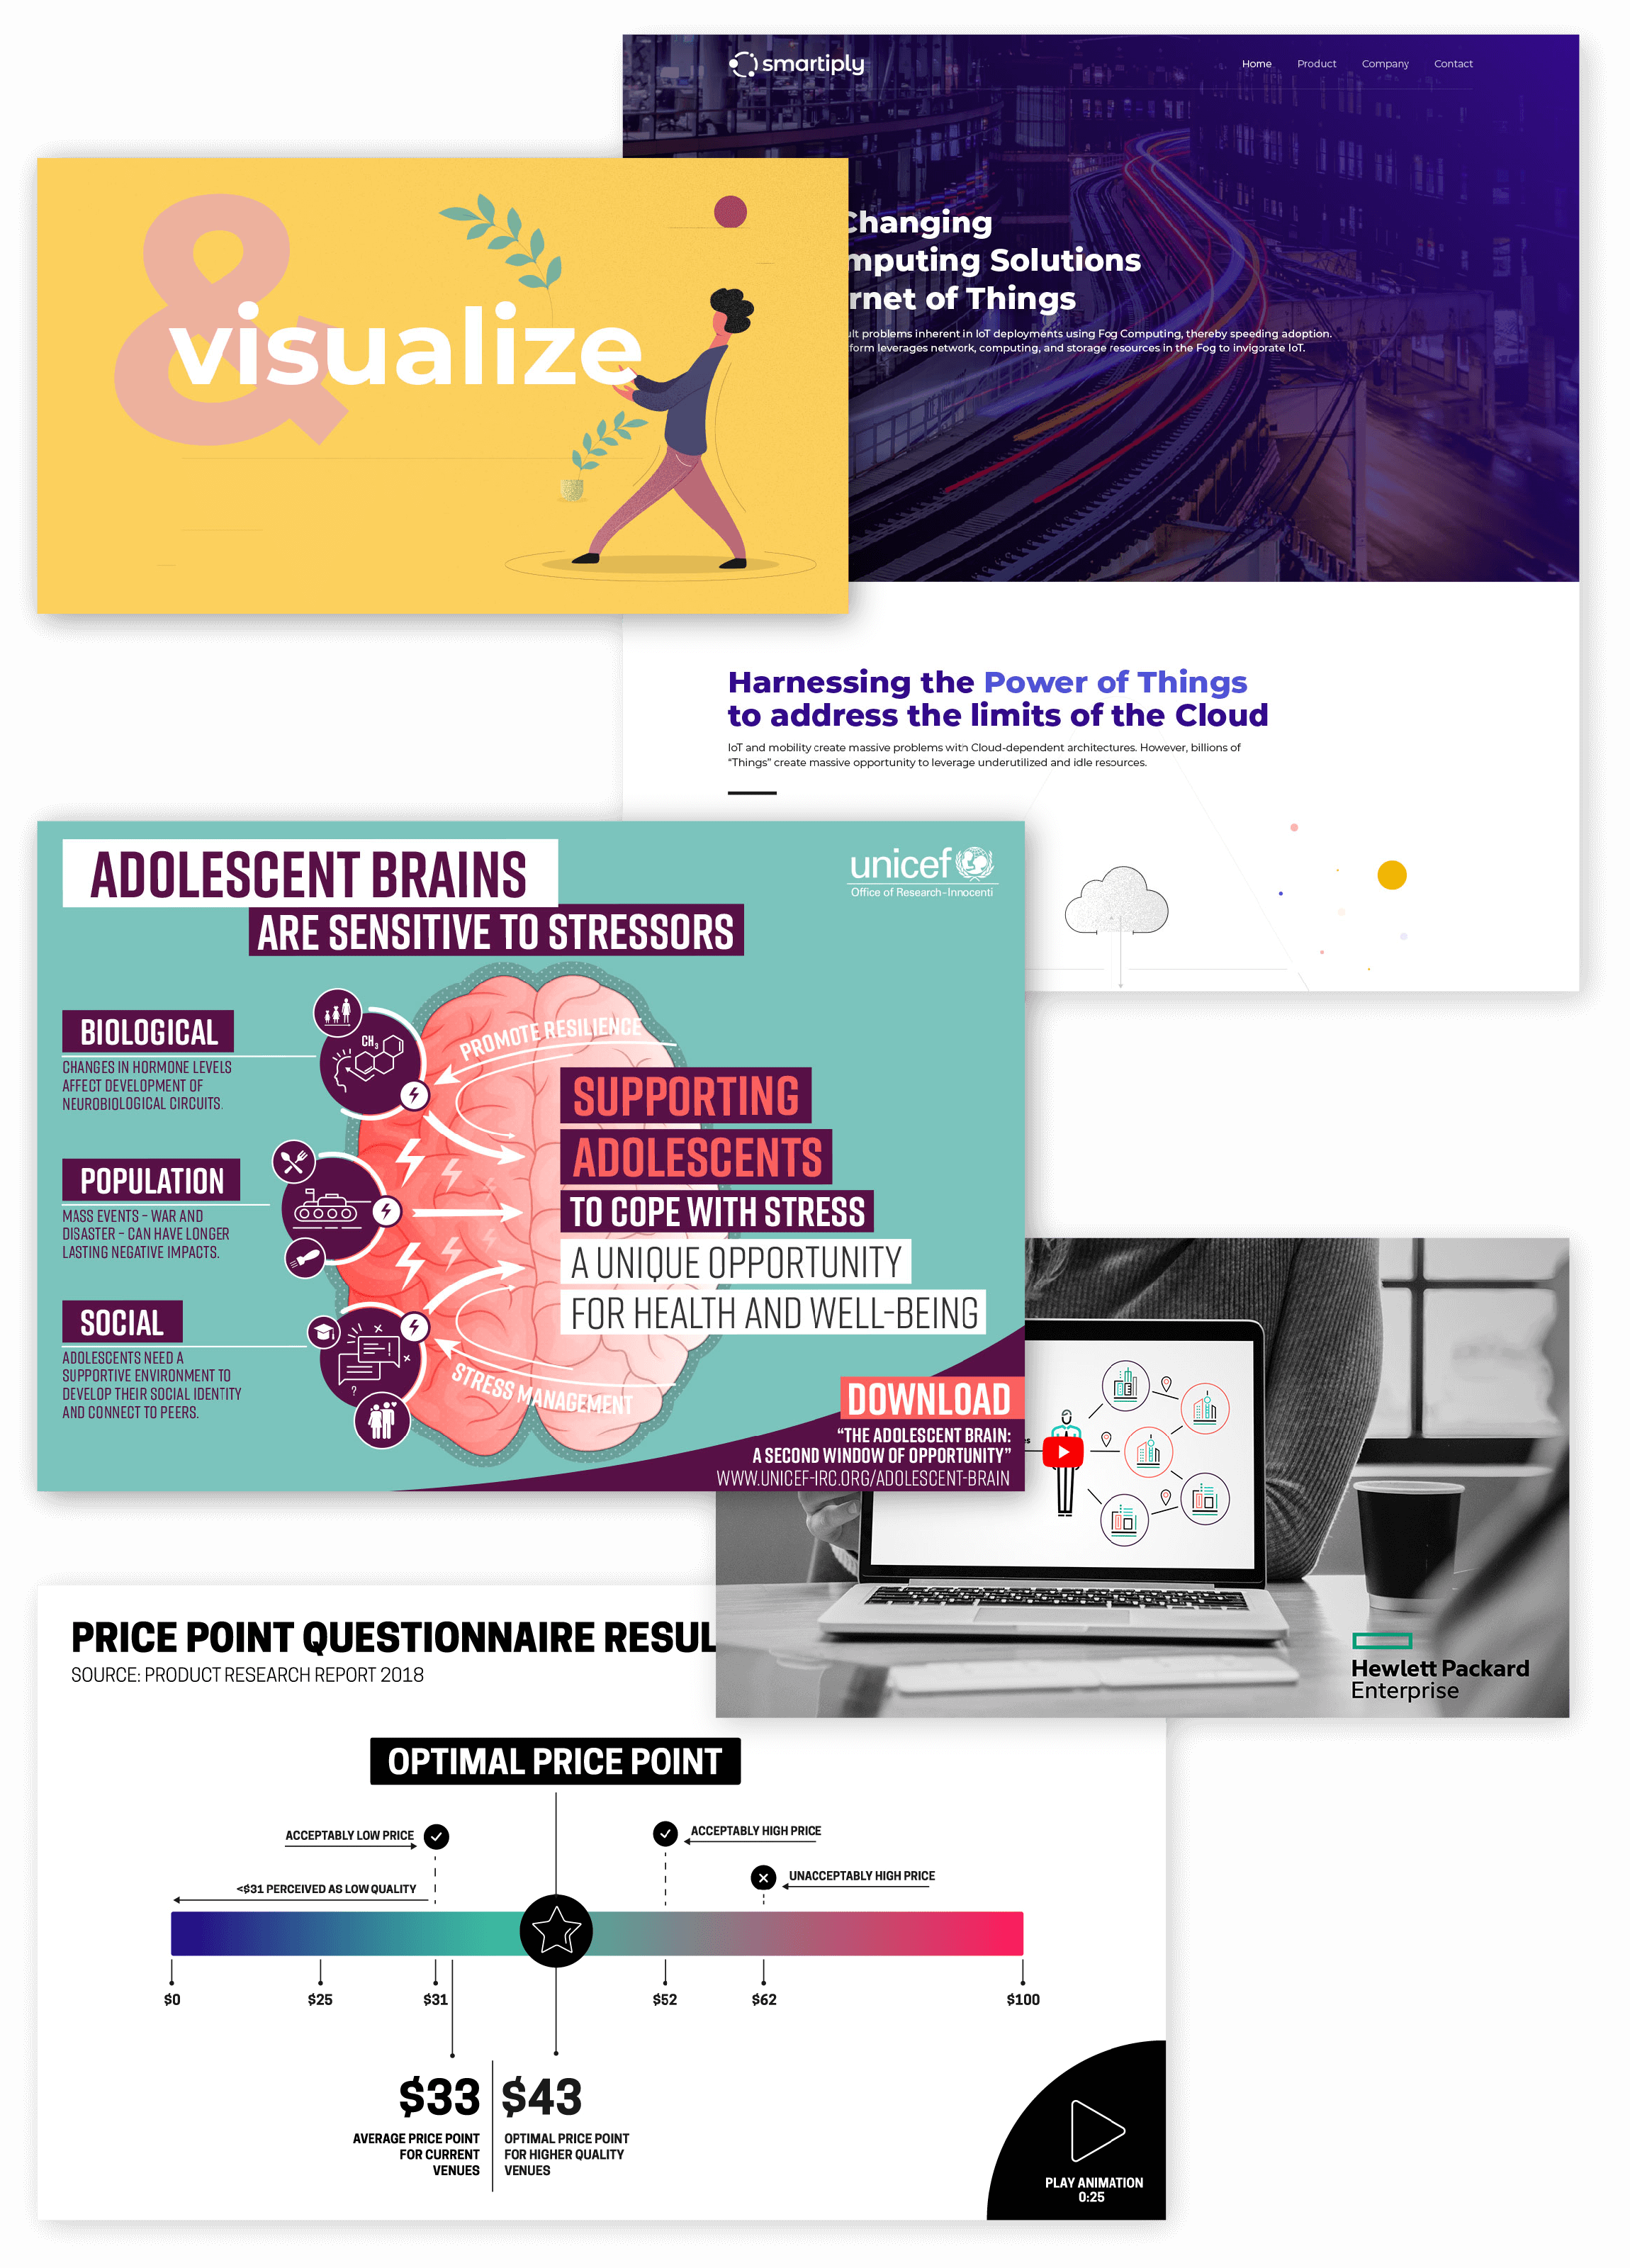 smartiply
Home Product Company Contact
Changing
mputing Solutions
rnet of Things
ult problems inherent in IoT deployments using Fog Computing, thereby speeding adoption.
form leverages network, computing, and storage resources in the Fog to invigorate IoT.
&
visualize
Harnessing the Power of Things
to address the limits of the Cloud
IoT and mobility create massive problems with Cloud-dependent architectures. However, billions of
“Things” create massive opportunity to leverage underutilized and idle resources.
ADOLESCENT BRAINS
ARE SENSITIVE TO STRESSORS
unicef
Office of Research–Innocenti
BIOLOGICAL
CHANGES IN HORMONE LEVELS
AFFECT DEVELOPMENT OF
NEUROBIOLOGICAL CIRCUITS.
CH3
POPULATION
MASS EVENTS – WAR AND
DISASTER – CAN HAVE LONGER
LASTING NEGATIVE IMPACTS.
SOCIAL
ADOLESCENTS NEED A
SUPPORTIVE ENVIRONMENT TO
DEVELOP THEIR SOCIAL IDENTITY
AND CONNECT TO PEERS.
PROMOTE RESILIENCE
SUPPORTING
ADOLESCENTS
TO COPE WITH STRESS
A UNIQUE OPPORTUNITY
FOR HEALTH AND WELL-BEING
STRESS MANAGEMENT
DOWNLOAD
“THE ADOLESCENT BRAIN:
A SECOND WINDOW OF OPPORTUNITY”
WWW.UNICEF-IRC.ORG/ADOLESCENT-BRAIN
Hewlett Packard
Enterprise
PRICE POINT QUESTIONNAIRE RESUL
SOURCE: PRODUCT RESEARCH REPORT 2018
OPTIMAL PRICE POINT
ACCEPTABLY LOW PRICE
ACCEPTABLY HIGH PRICE
UNACCEPTABLY HIGH PRICE
<$31 PERCEIVED AS LOW QUALITY
$0 $25 $31 $52 $62 $100
$33 $43
AVERAGE PRICE POINT
FOR CURRENT
VENUES
OPTIMAL PRICE POINT
FOR HIGHER QUALITY
VENUES
PLAY ANIMATION
0:25